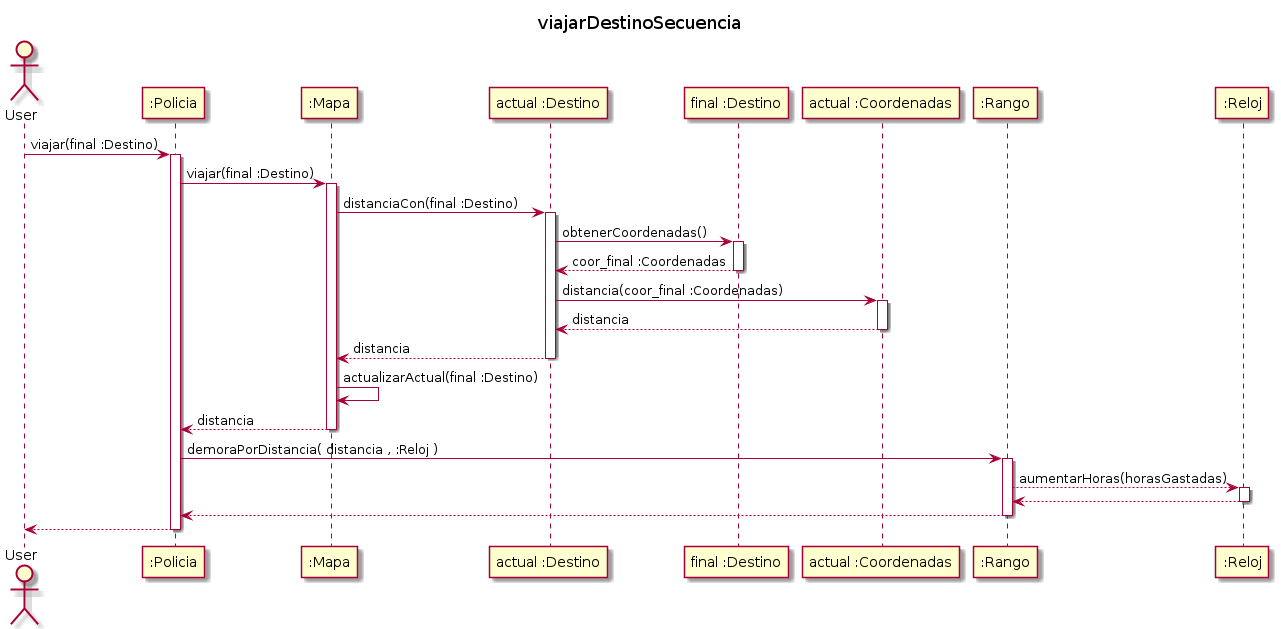 viajarDestinoSecuencia
User
:Policia
:Mapa
actual :Destino
final :Destino
actual :Coordenadas
:Rango
:Reloj
viajar(final :Destino)
viajar(final :Destino)
distanciaCon(final :Destino)
obtenerCoordenadas()
coor_final :Coordenadas
distancia(coor_final :Coordenadas)
distancia
distancia
actualizarActual(final :Destino)
distancia
demoraPorDistancia( distancia , :Reloj )
aumentarHoras(horasGastadas)
User
:Policia
:Mapa
actual :Destino
final :Destino
actual :Coordenadas
:Rango
:Reloj